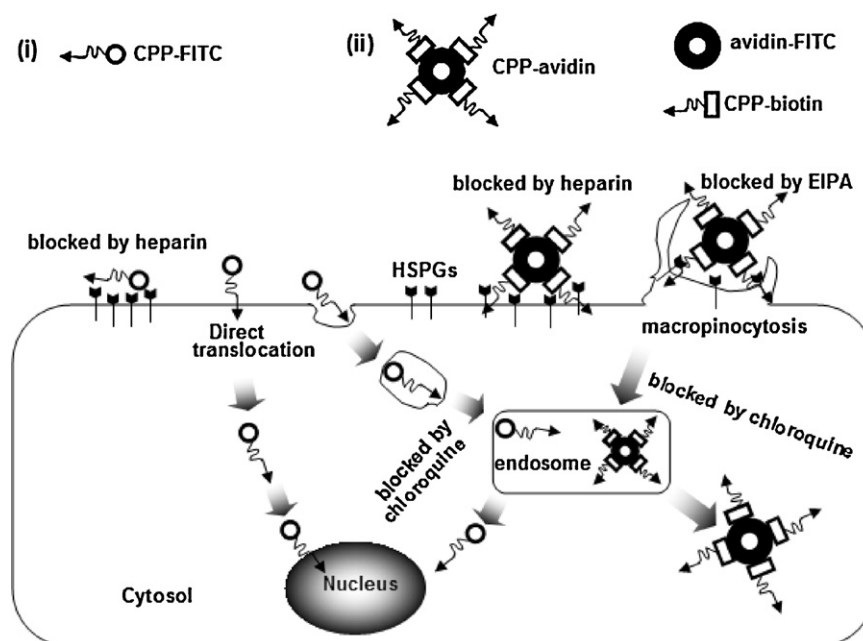 (i)
CPP-FITC
(ii)
CPP-avidin
avidin-FITC
CPP-biotin
blocked by heparin
blocked by EIPA
blocked by heparin
HSPGs
Direct
translocation
macropinocytosis
blocked by chloroquine
blocked by
chloroquine
endosome
Nucleus
Cytosol